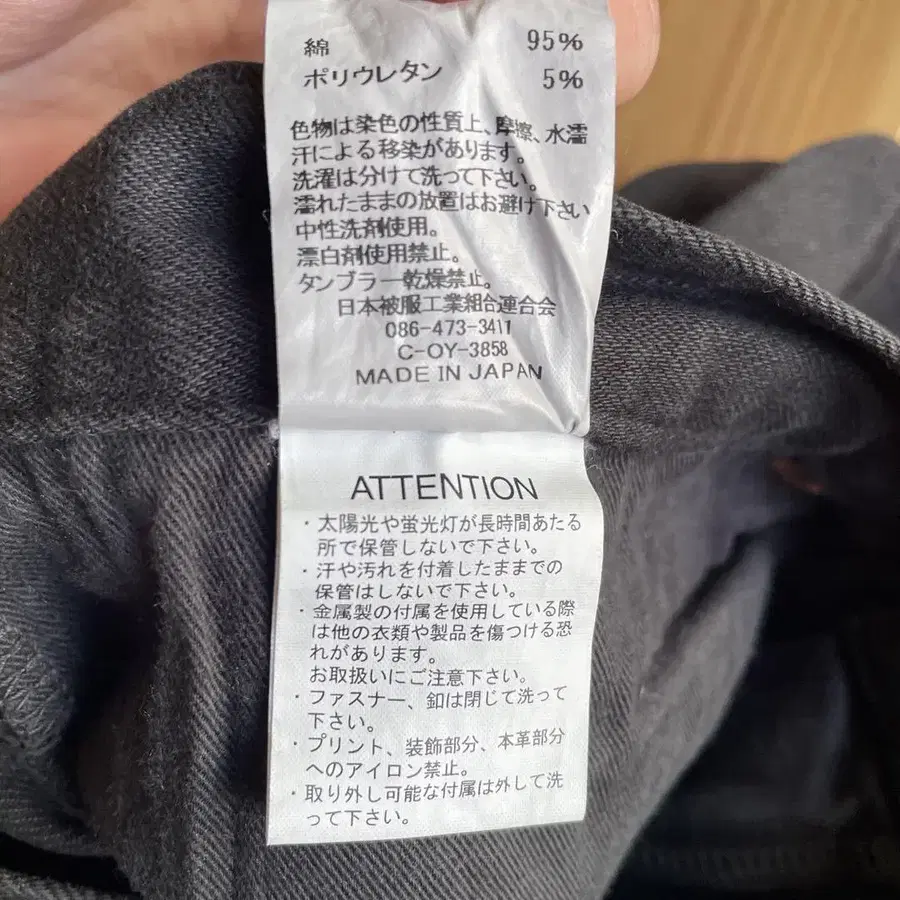 綿 95%
ポリウレタン 5%
色物は染色の性質上、摩擦、水濡
汗による移染があります。
洗濯は分けて洗って下さい。
濡れたままの放置はお避け下さい
中性洗剤使用。
漂白剤使用禁止。
タンブラー乾燥禁止。
日本被服工業組合連合会
086-473-3411
C-OY-3858
MADE IN JAPAN
ATTENTION
・太陽光や蛍光灯が長時間あたる
所で保管しないで下さい。
・汗や汚れを付着したままでの
保管はしないで下さい。
・金属製の付属を使用している際
は他の衣類や製品を傷つける恐
れがあります。
お取扱いにご注意下さい。
・ファスナー、釦は閉じて洗って
下さい。
・プリント、装飾部分、本革部分
へのアイロン禁止。
・取り外し可能な付属は外して洗
って下さい。